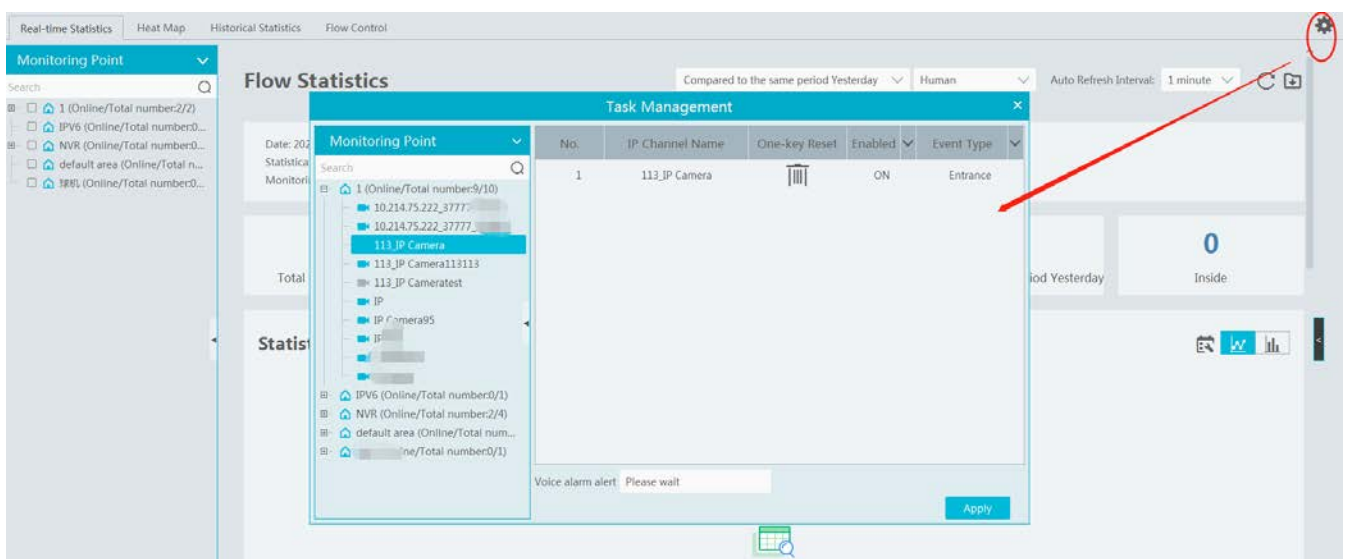 Real-time Statistics Heat Map Historical Statistics Flow Control
Monitoring Point
Search
1 (Online/Total number:2/2)
IPV6 (Online/Total number:0...
NVR (Online/Total number:0...
default area (Online/Total n...
球机 (Online/Total number:0...
Flow Statistics
Compared to the same period Yesterday Human Auto Refresh Interval: 1 minute
Date: 202
Statistica
Monitori
Total
iod Yesterday
0
Inside
Statist
Task Management
Monitoring Point
Search
1 (Online/Total number:9/10)
10.214.75.222_37777
10.214.75.222_37777_
113_IP Camera
113_IP Camera113113
113_IP Cameratest
IP
IP Camera95
IP
IPV6 (Online/Total number:0/1)
NVR (Online/Total number:2/4)
default area (Online/Total num...
ne/Total number:0/1)
No. IP Channel Name One-key Reset Enabled Event Type
1 113_IP Camera ON Entrance
Voice alarm alert Please wait
Apply